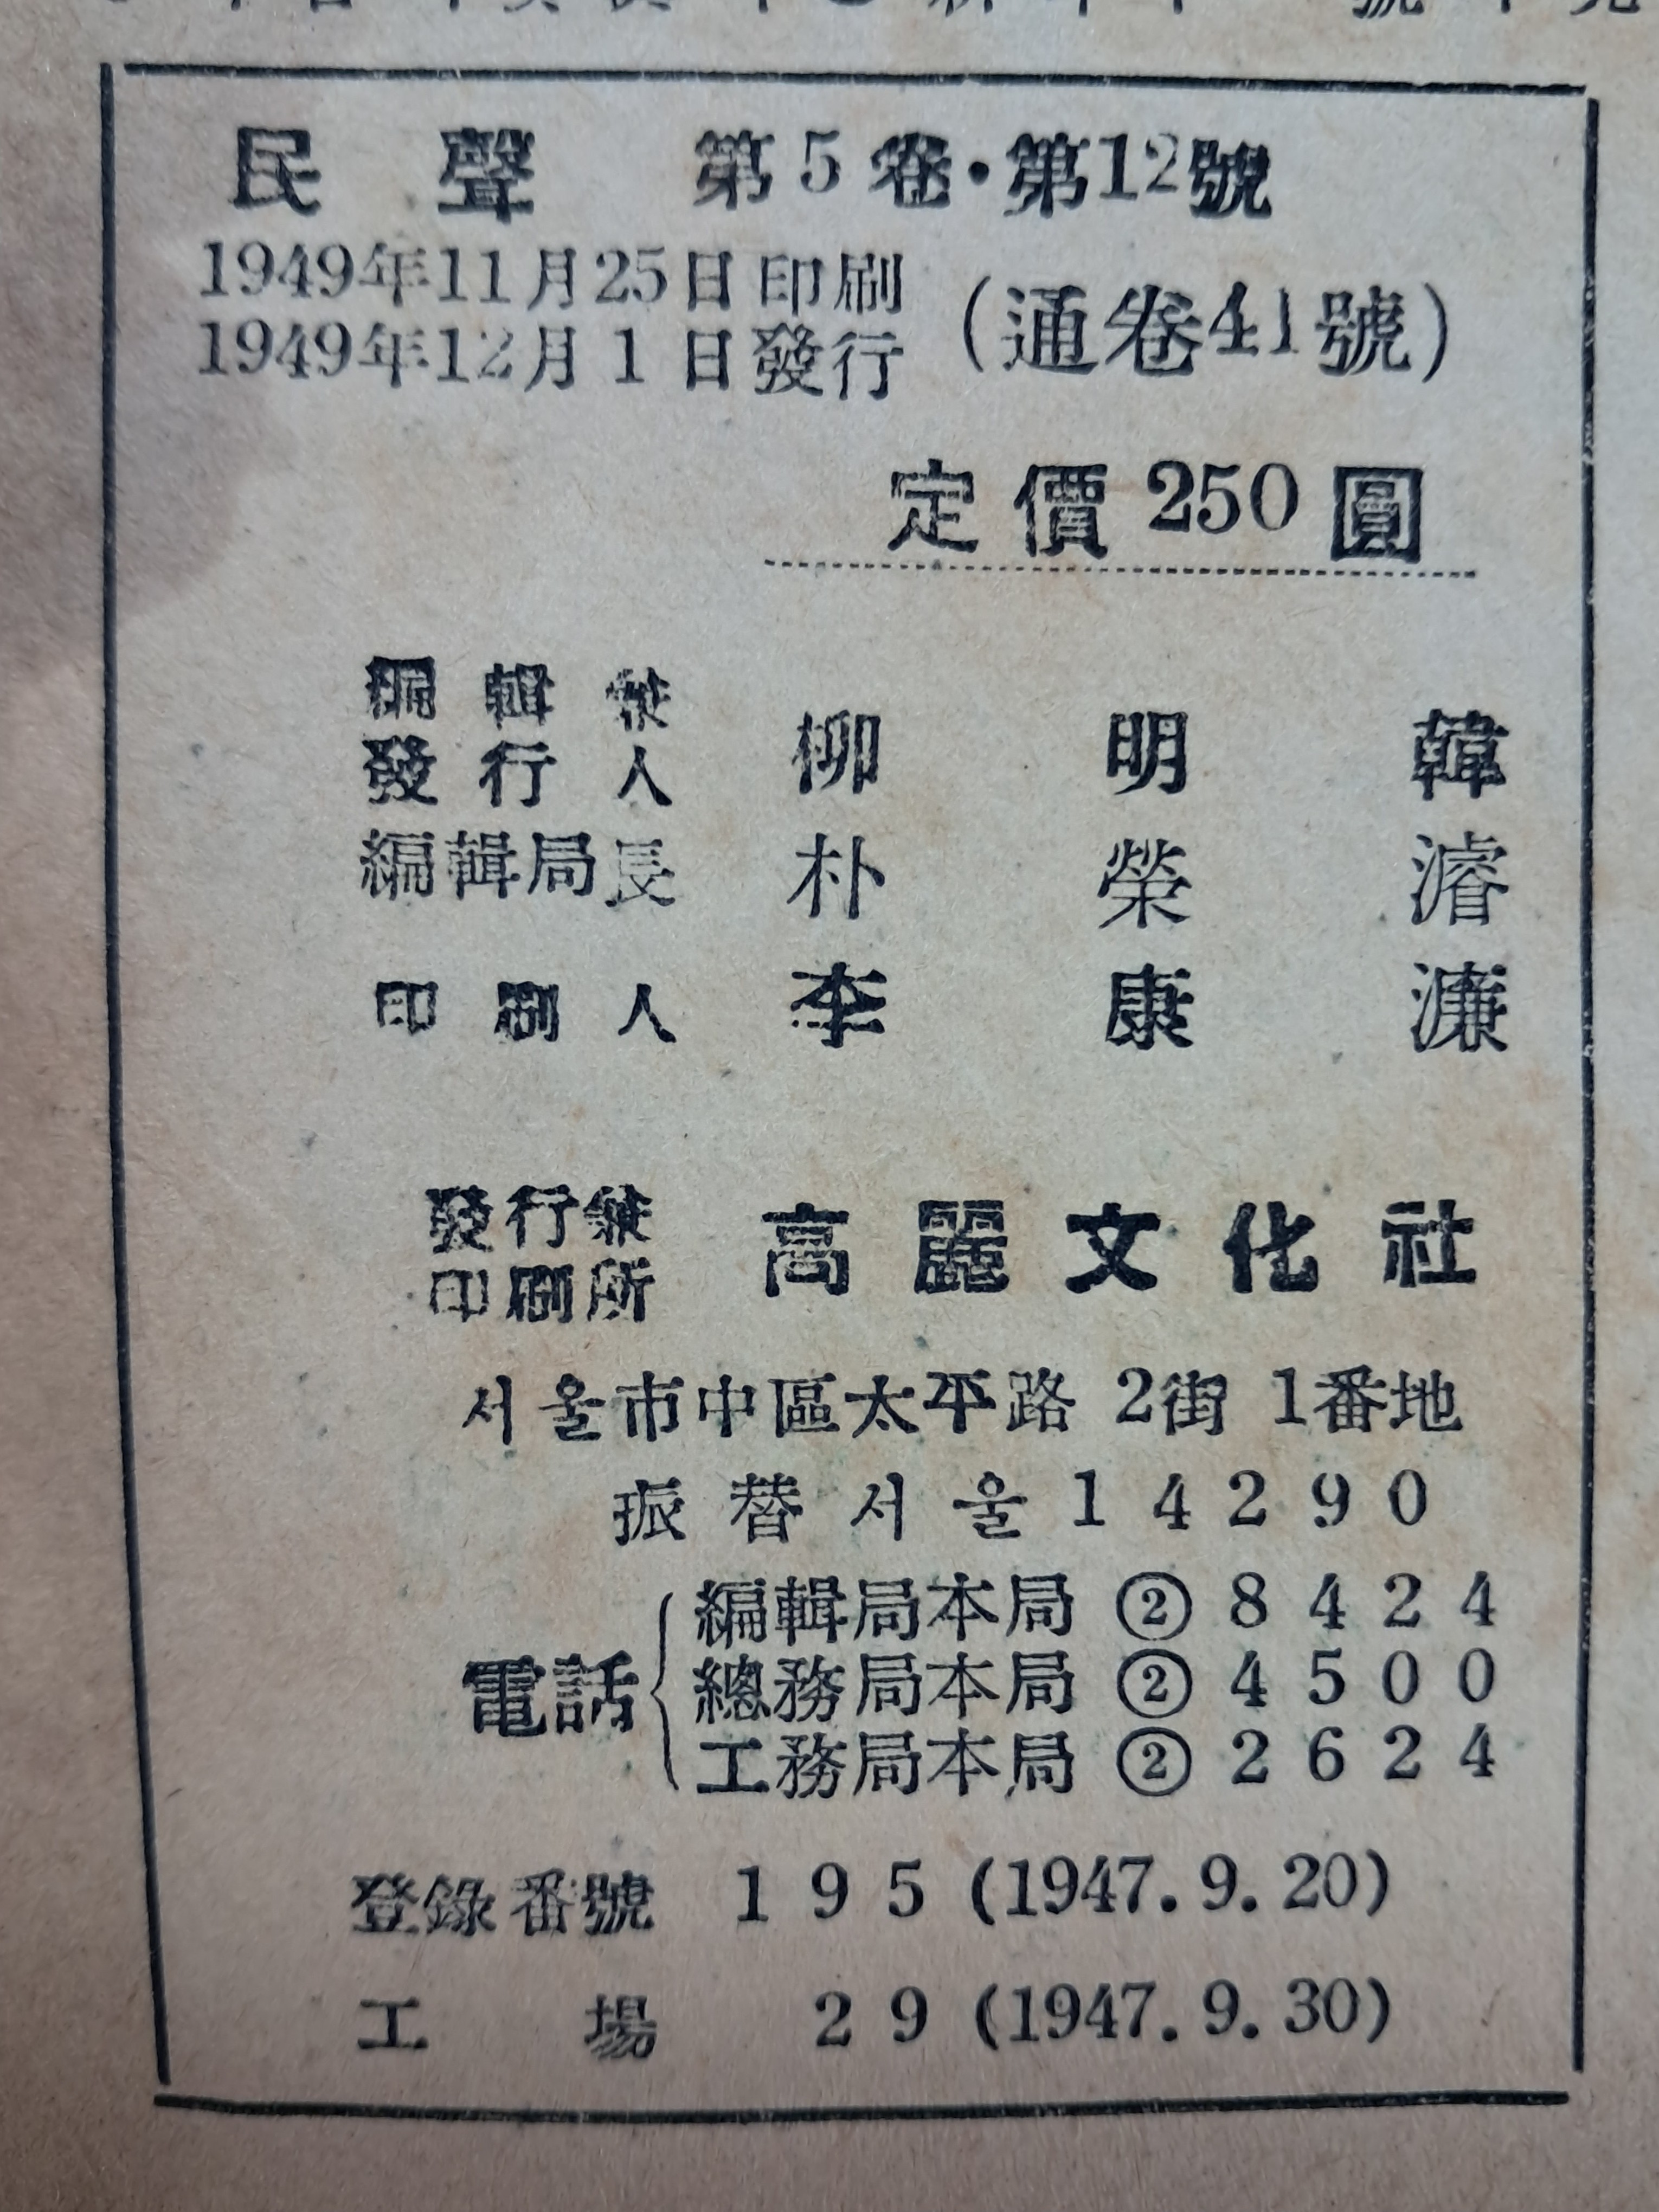 民聲 第5卷·第12號
1949年11月25日印刷
1949年12月1日發行
(通卷41號)
定價250圓
編輯兼
發行人 柳明韓
編輯局長 朴榮濬
印刷人 李康濂
發行兼
印刷所 高麗文化社
서울市中區太平路 2街 1番地
振替서울14290
電話
編輯局本局 ② 8424
總務局本局 ② 4500
工務局本局 ② 2624
登錄番號 195 (1947.9.20)
工場 29 (1947.9.30)